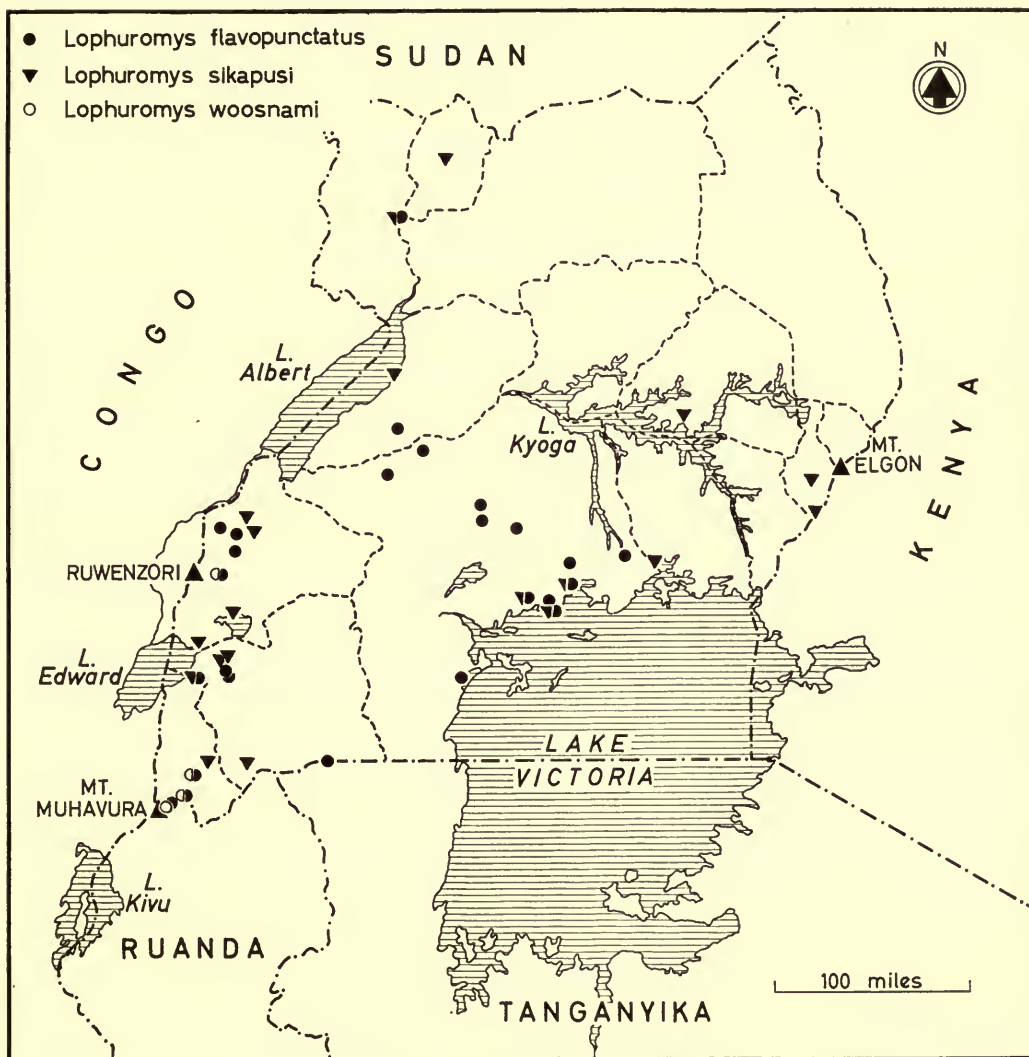 Lophuromys flavopunctatus
Lophuromys sikapusi
Lophuromys woosnami
SUDAN
N
CONGO
L.
Albert
L.
Kyoga
KENYA
MT.
ELGON
RUWENZORI
L.
Edward
LAKE
VICTORIA
MT.
MUHAVURA
L.
Kivu
RUANDA
TANGANYIKA
100 miles